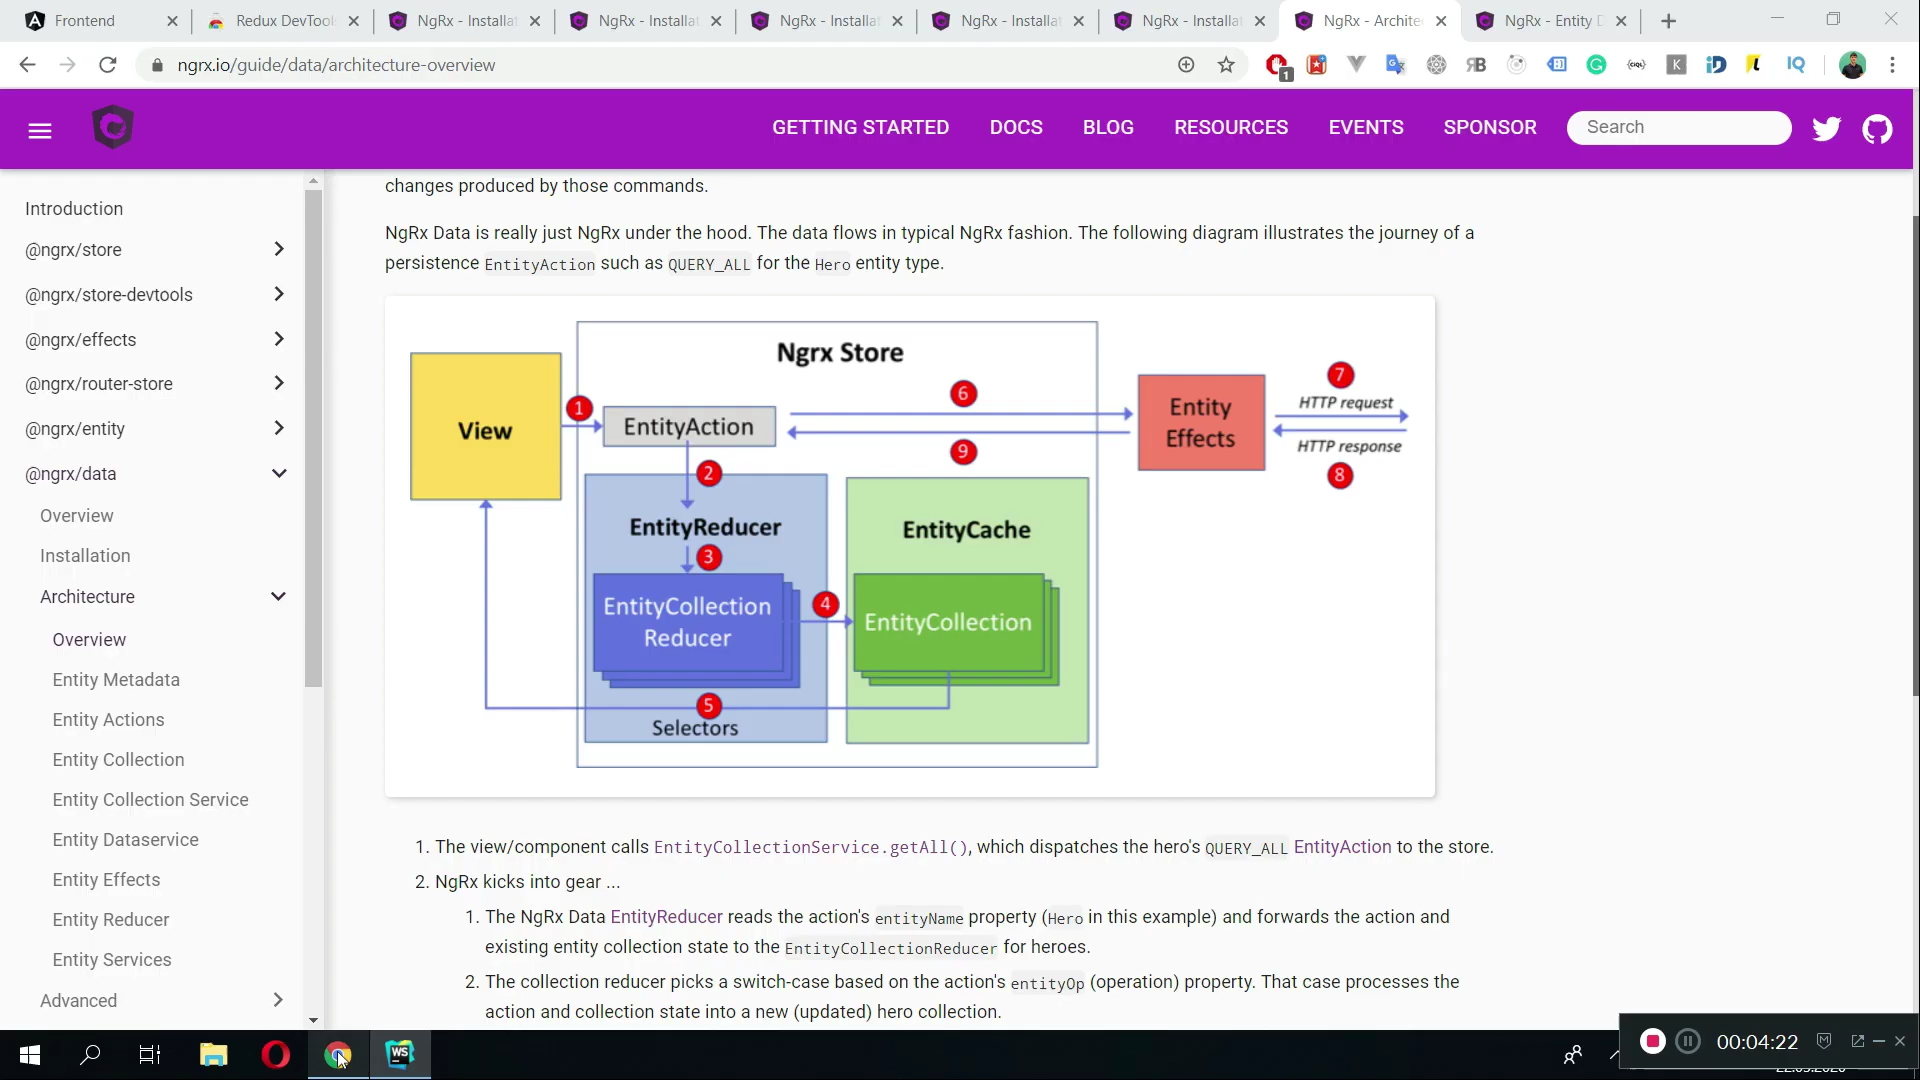 Frontend
Redux DevTool
NgRx - Installat
NgRx - Installat
NgRx - Installat
NgRx - Installat
NgRx - Installat
NgRx - Archite
NgRx - Entity D
ngrx.io/guide/data/architecture-overview
GETTING STARTED
DOCS
BLOG
RESOURCES
EVENTS
SPONSOR
Search
Introduction
@ngrx/store
@ngrx/store-devtools
@ngrx/effects
@ngrx/router-store
@ngrx/entity
@ngrx/data
Overview
Installation
Architecture
Overview
Entity Metadata
Entity Actions
Entity Collection
Entity Collection Service
Entity Dataservice
Entity Effects
Entity Reducer
Entity Services
Advanced
changes produced by those commands.
NgRx Data is really just NgRx under the hood. The data flows in typical NgRx fashion. The following diagram illustrates the journey of a
persistence EntityAction such as QUERY_ALL for the Hero entity type.
Ngrx Store
View
1
EntityAction
6
9
Entity
Effects
7
HTTP request
HTTP response
8
2
EntityReducer
3
EntityCollection
Reducer
4
EntityCache
EntityCollection
5
Selectors
1. The view/component calls EntityCollectionService.getAll(), which dispatches the hero's QUERY_ALL EntityAction to the store.
2. NgRx kicks into gear ...
1. The NgRx Data EntityReducer reads the action's entityName property (Hero in this example) and forwards the action and
existing entity collection state to the EntityCollectionReducer for heroes.
2. The collection reducer picks a switch-case based on the action's entityOp (operation) property. That case processes the
action and collection state into a new (updated) hero collection.
WS
00:04:22